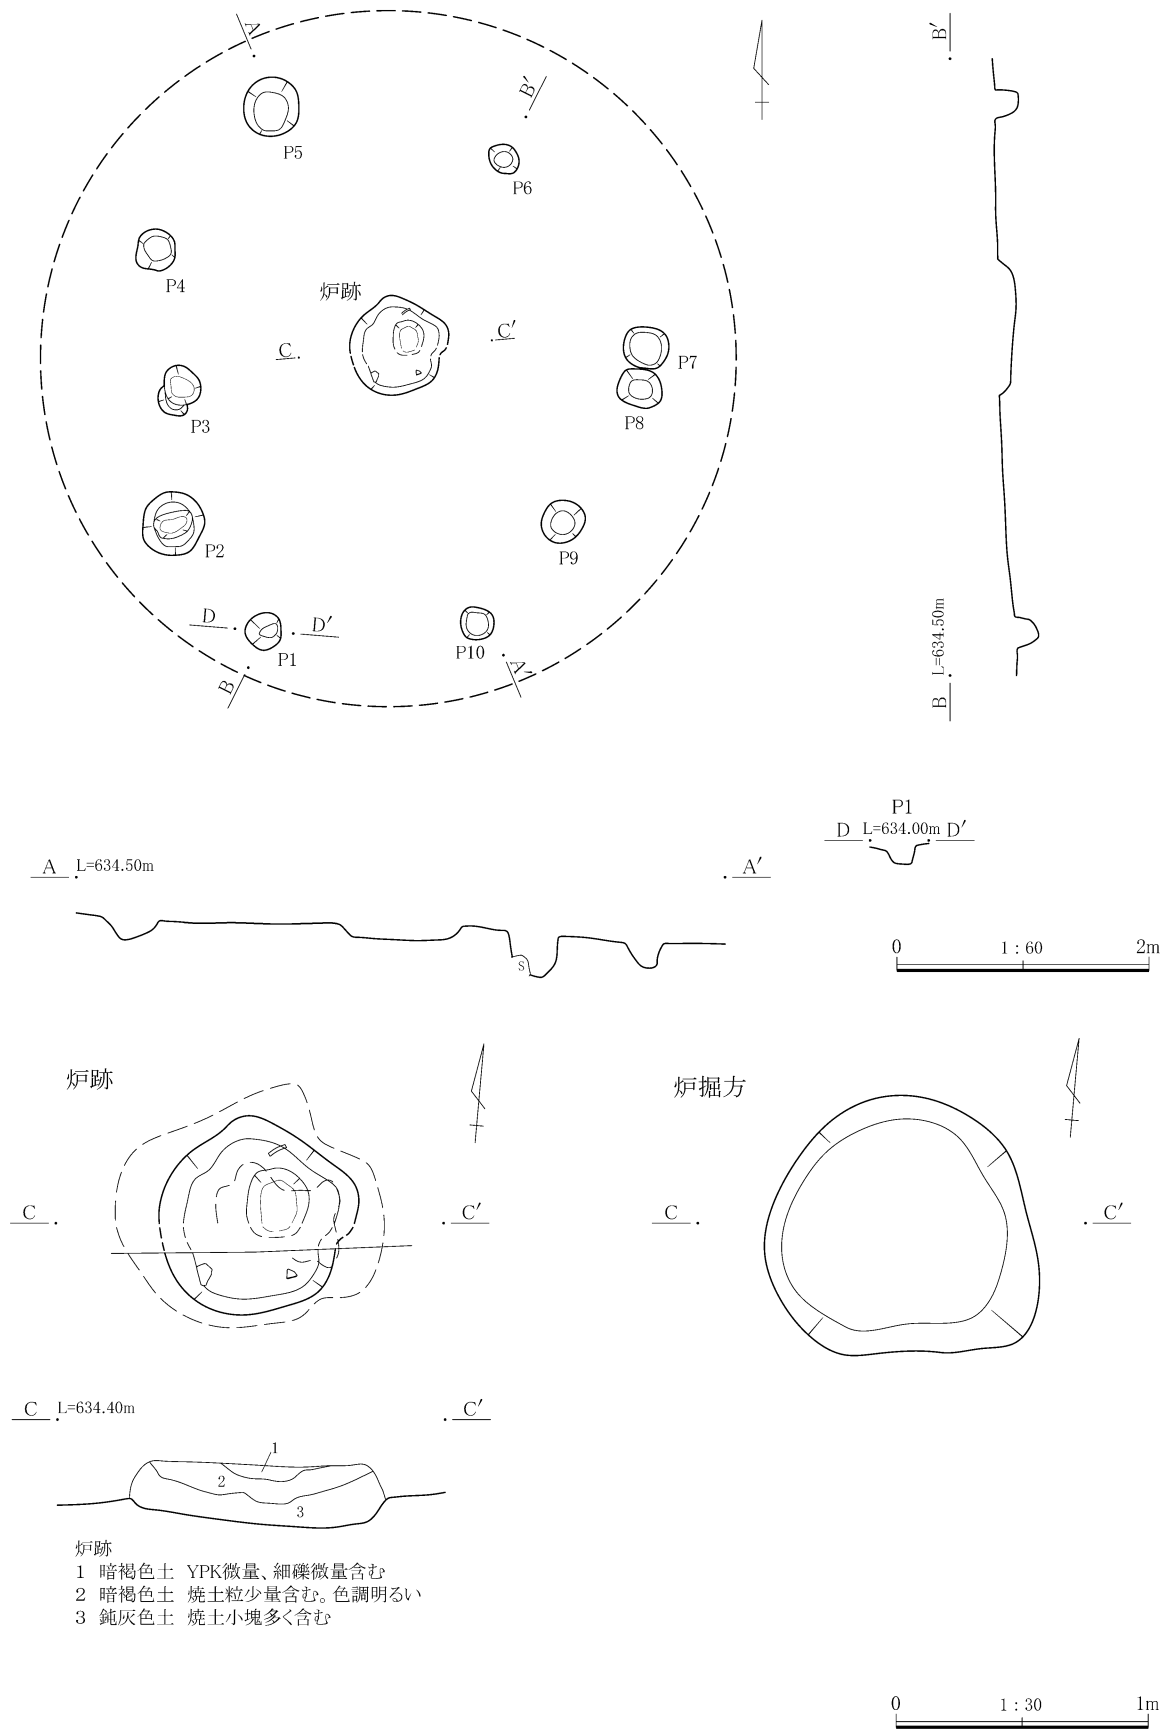 A
B′
B′
P5
P6
P4
炉跡
C
C′
P7
P3
P8
P2
P9
D
D′
P1
P10
B
A′
L=634.50m
B
P1
D L=634.00m D′
A L=634.50m
A′
S
0 1：60 2m
炉跡
炉掘方
C
C′
C
C′
C L=634.40m
C′
1
2
3
炉跡
1 暗褐色土 YPK微量、細礫微量含む
2 暗褐色土 焼土粒少量含む。色調明るい
3 鈍灰色土 焼土小塊多く含む
0 1：30 1m